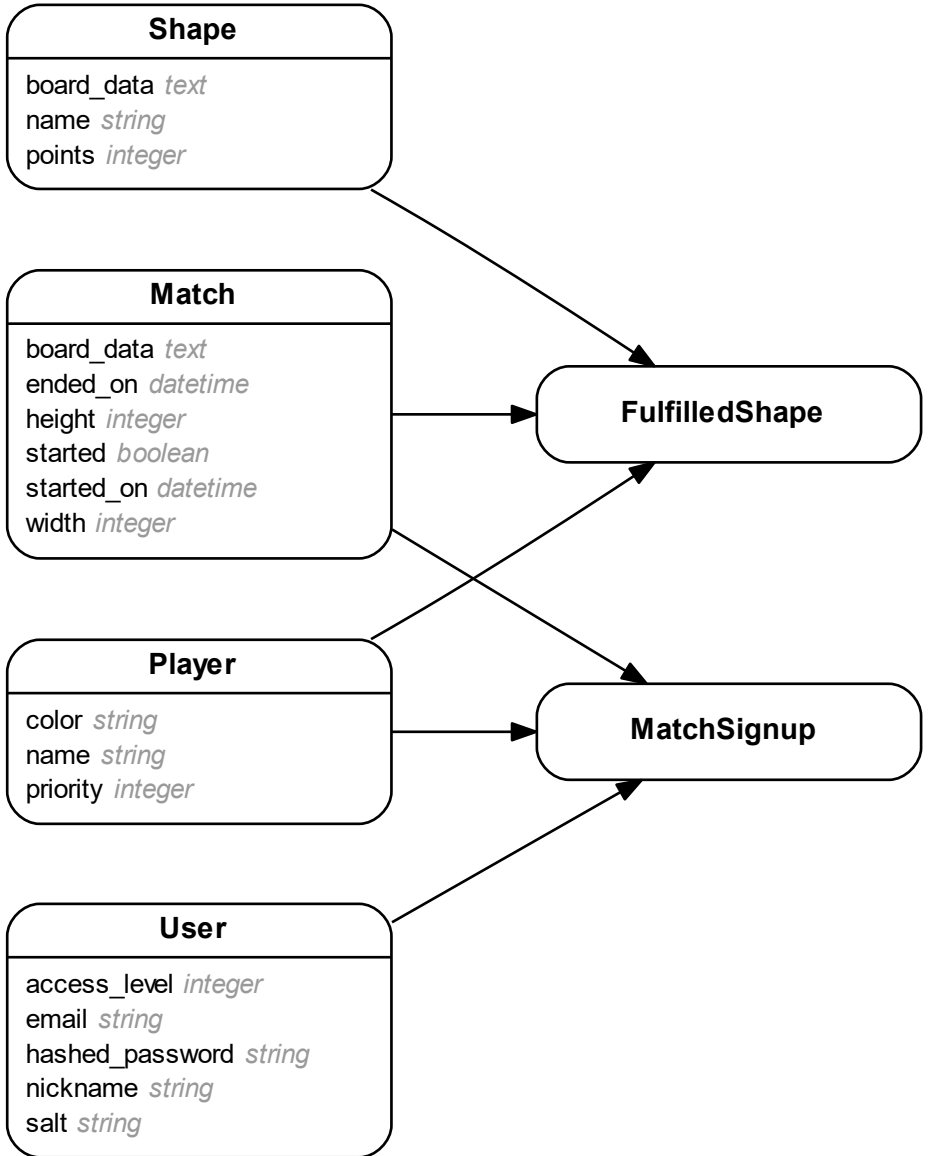 Shape
board_data text
name string
points integer
Match
board_data text
ended_on datetime
height integer
started boolean
started_on datetime
width integer
FulfilledShape
Player
color string
name string
priority integer
MatchSignup
User
access_level integer
email string
hashed_password string
nickname string
salt string